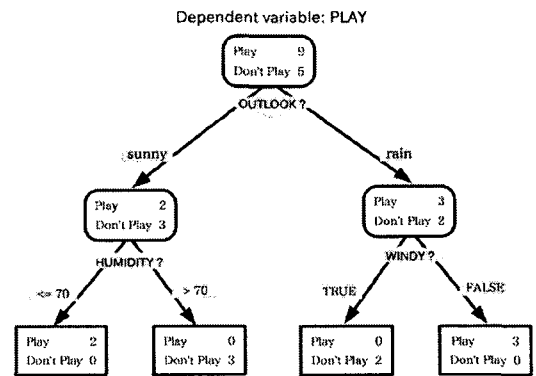 Dependent variable: PLAY
Play 9
Don't Play 5
OUTLOOK ?
sunny
rain
Play 2
Don't Play 3
Play 3
Don't Play 2
HUMIDITY ?
WINDY ?
<= 70
> 70
TRUE
FALSE
Play 2
Don't Play 0
Play 0
Don't Play 3
Play 0
Don't Play 2
Play 3
Don't Play 0